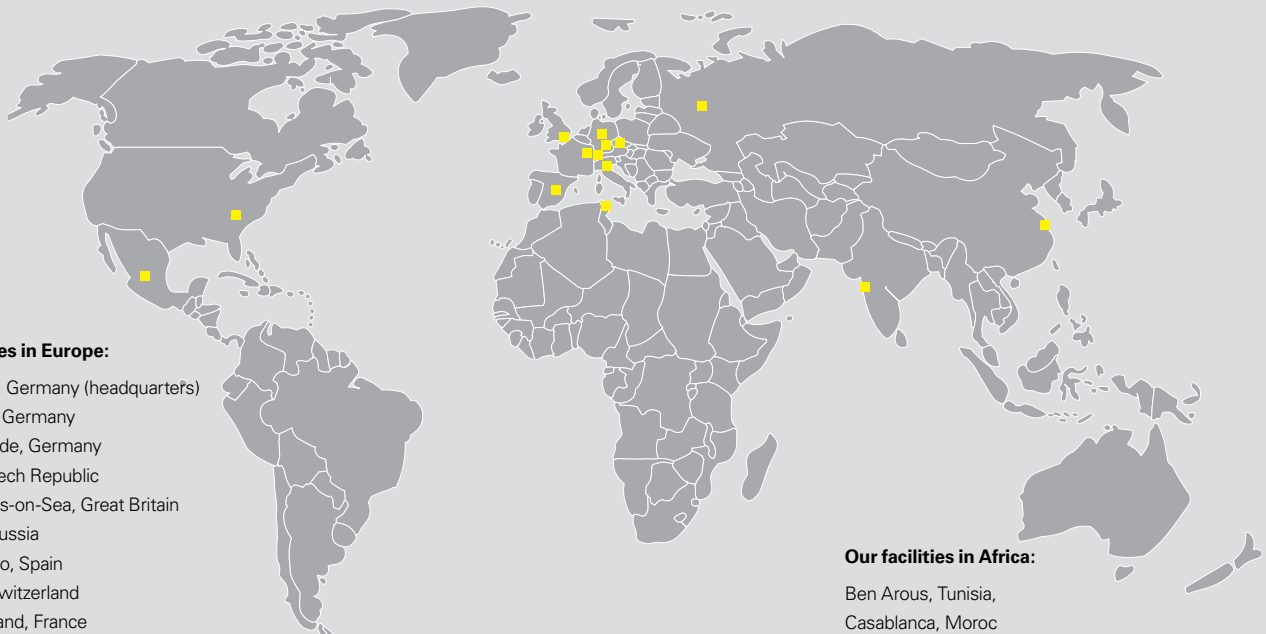 es in Europe:
Germany (headquarters)
Germany
de, Germany
ech Republic
s-on-Sea, Great Britain
ussia
o, Spain
witzerland
and, France
Our facilities in Africa:
Ben Arous, Tunisia,
Casablanca, Moroc